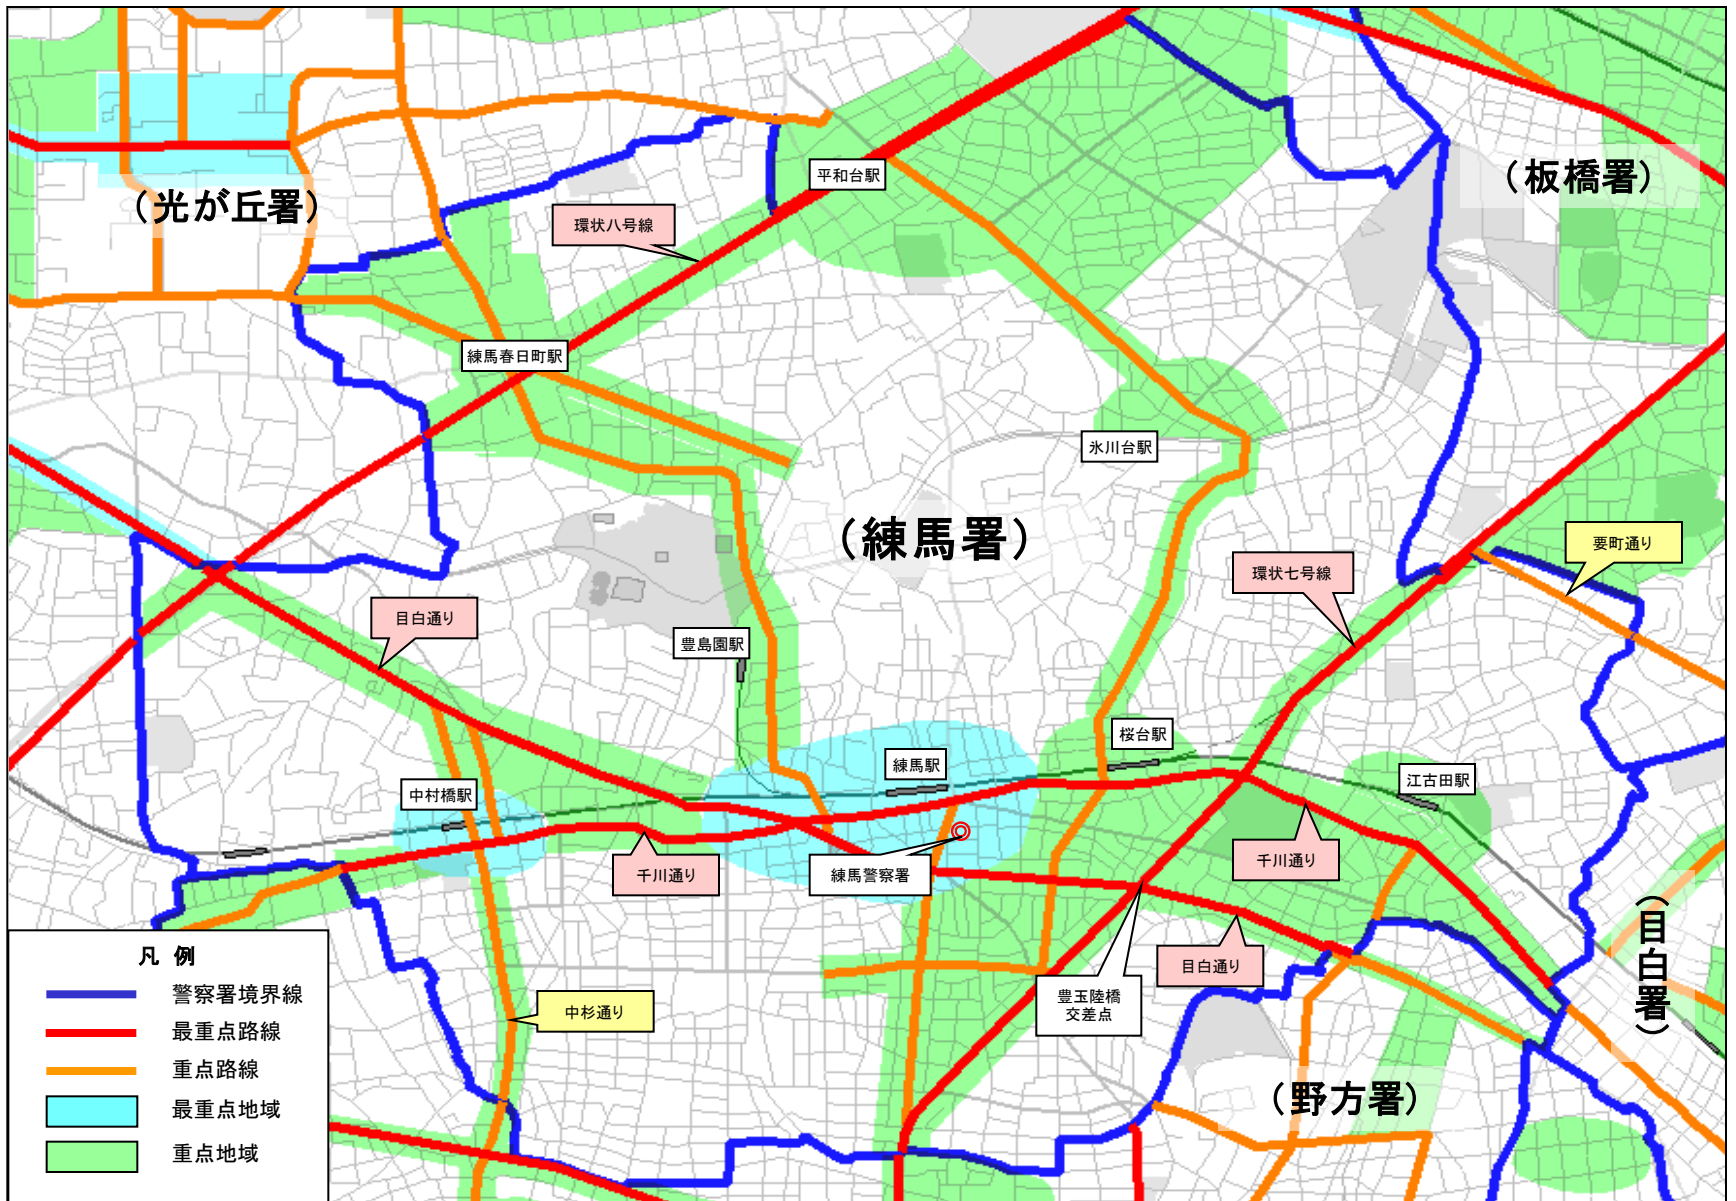 （光が丘署）
（板橋署）
平和台駅
環状八号線
練馬春日町駅
氷川台駅
（練馬署）
要町通り
環状七号線
目白通り
豊島園駅
桜台駅
練馬駅
江古田駅
中村橋駅
千川通り
練馬警察署
千川通り
目白通り
豊玉陸橋
交差点
中杉通り
（目白署）
（野方署）
凡 例
警察署境界線
最重点路線
重点路線
最重点地域
重点地域